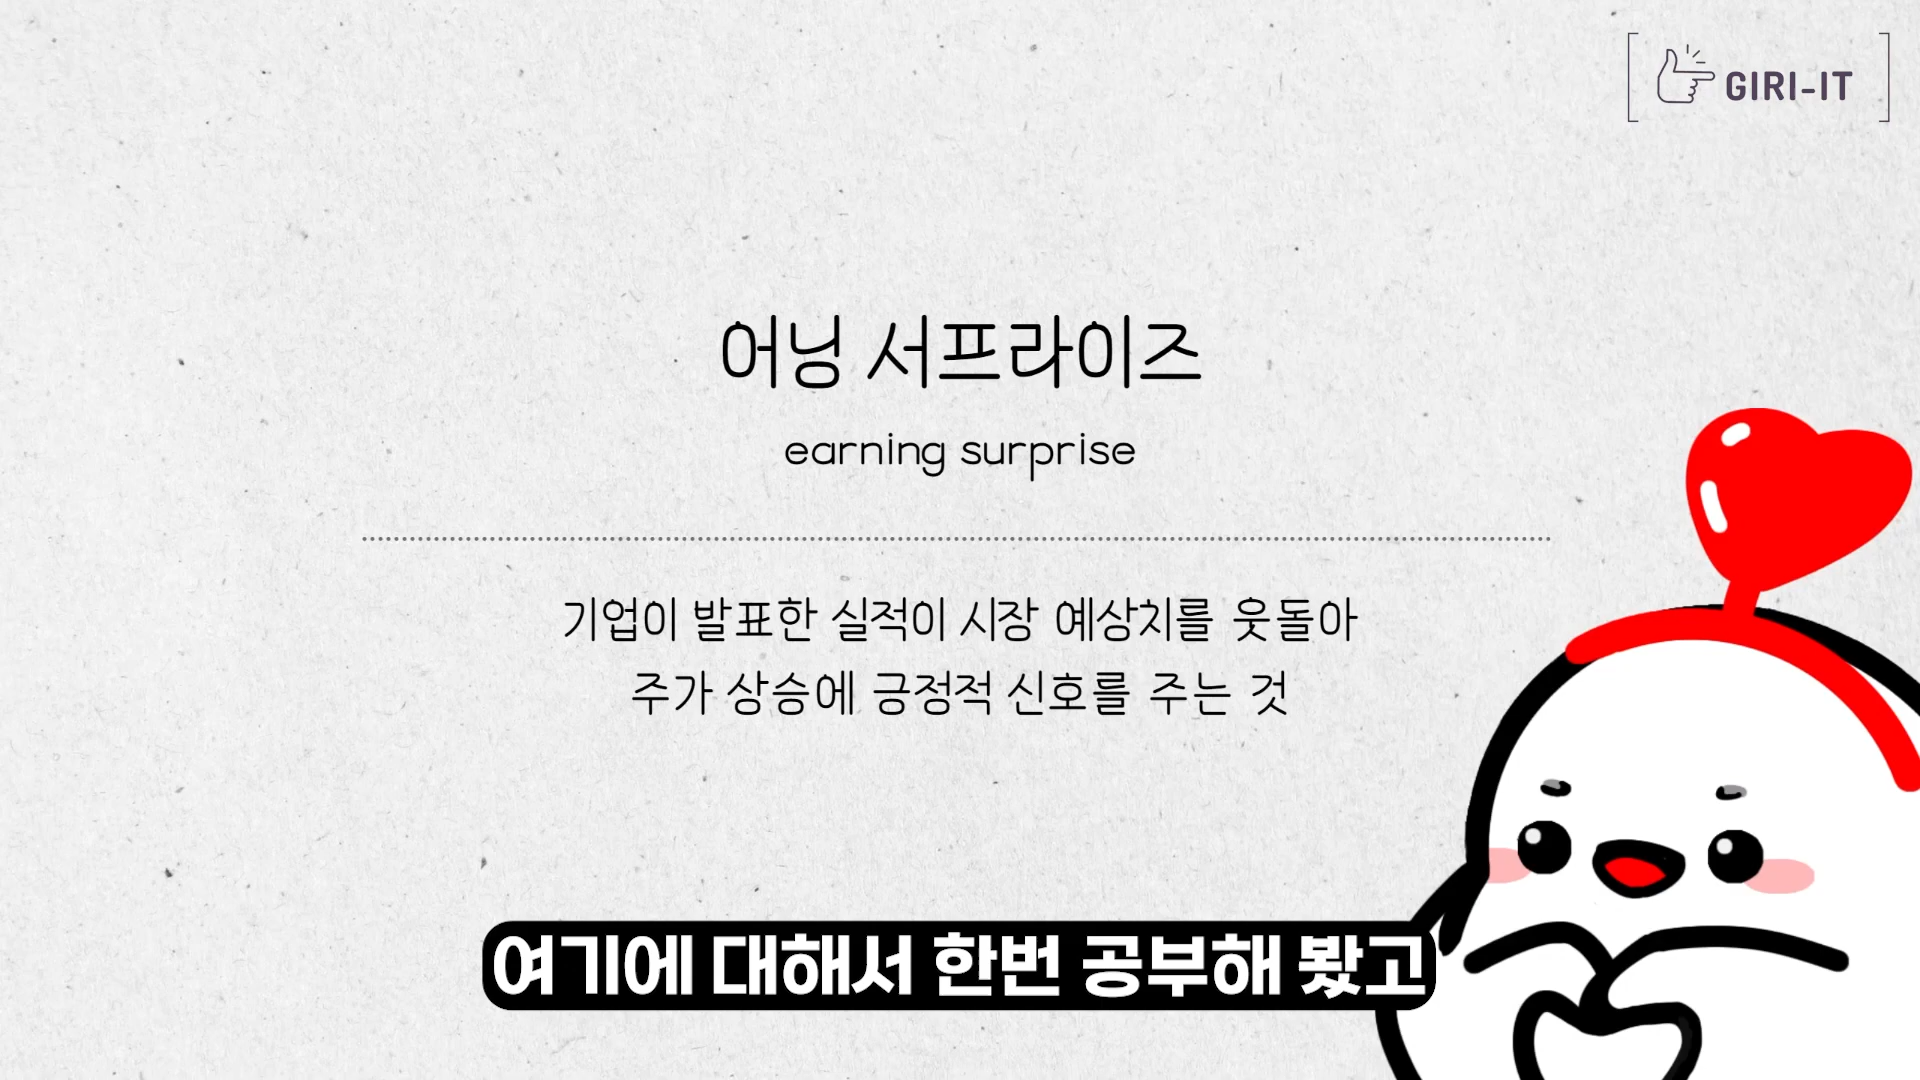 GIRI-IT
어닝 서프라이즈
earning surprise
기업이 발표한 실적이 시장 예상치를 웃돌아
주가 상승에 긍정적 신호를 주는 것
여기에 대해서 한번 공부해 봤고